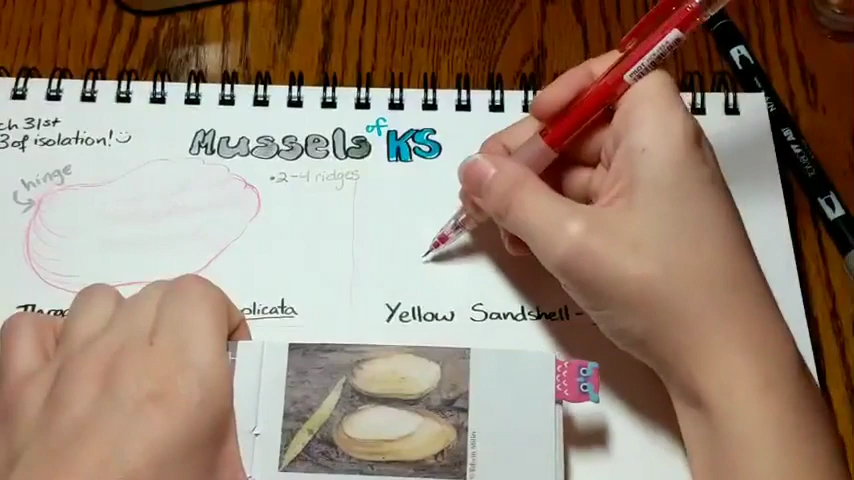 ch 31st
3 of isolation!
Mussels of KS
hinge
•2-4 ridges
plicata
Yellow Sandshell-